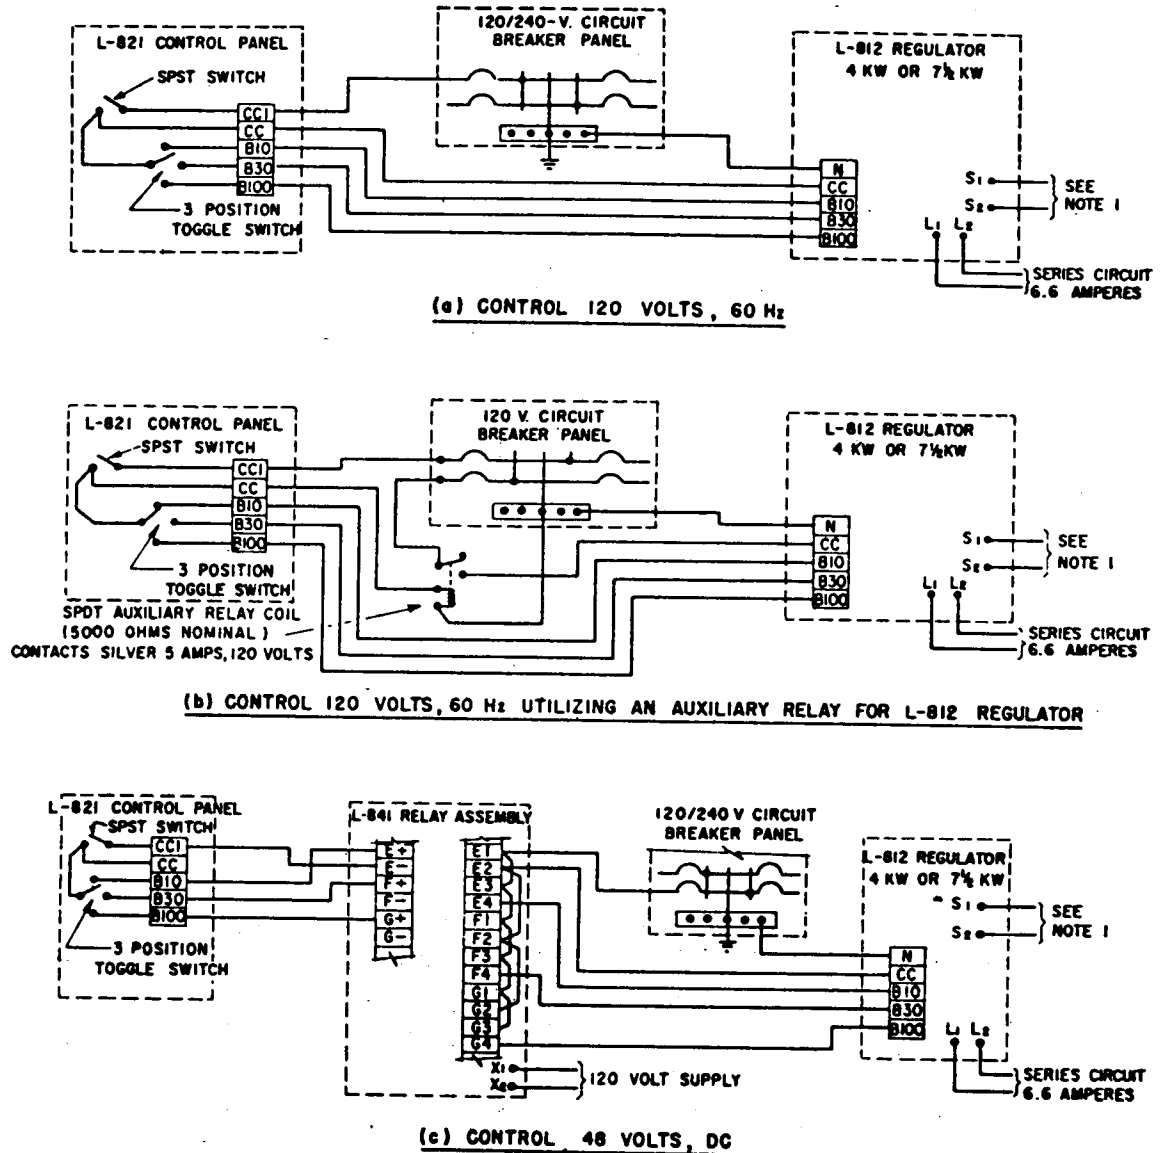 L-821 CONTROL PANEL
SPST SWITCH
CC1
CC
B10
B30
B100
3 POSITION
TOGGLE SWITCH
120/240-V. CIRCUIT
BREAKER PANEL
L-812 REGULATOR
4 KW OR 7½ KW
N
CC
B10
B30
B100
S1
S2
SEE
NOTE 1
L1 L2
SERIES CIRCUIT
6.6 AMPERES
(a) CONTROL 120 VOLTS, 60 Hz
L-821 CONTROL PANEL
SPST SWITCH
CC1
CC
B10
B30
B100
3 POSITION
TOGGLE SWITCH
SPDT AUXILIARY RELAY COIL
(5000 OHMS NOMINAL)
CONTACTS SILVER 5 AMPS, 120 VOLTS
120 V. CIRCUIT
BREAKER PANEL
L-812 REGULATOR
4 KW OR 7½KW
N
CC
B10
B30
B100
S1
S2
SEE
NOTE 1
L1 L2
SERIES CIRCUIT
6.6 AMPERES
(b) CONTROL 120 VOLTS, 60 Hz UTILIZING AN AUXILIARY RELAY FOR L-812 REGULATOR
L-821 CONTROL PANEL
SPST SWITCH
CC1
CC
B10
B30
B100
3 POSITION
TOGGLE SWITCH
L-841 RELAY ASSEMBLY
E+
E-
F+
F-
G+
G-
E1
E2
E3
E4
F1
F2
F3
F4
G1
G2
G3
G4
X1
X2
120 VOLT SUPPLY
120/240 V CIRCUIT
BREAKER PANEL
L-812 REGULATOR
4 KW OR 7½ KW
S1
S2
SEE
NOTE 1
N
CC
B10
B30
B100
L1 L2
SERIES CIRCUIT
6.6 AMPERES
(c) CONTROL 48 VOLTS, DC